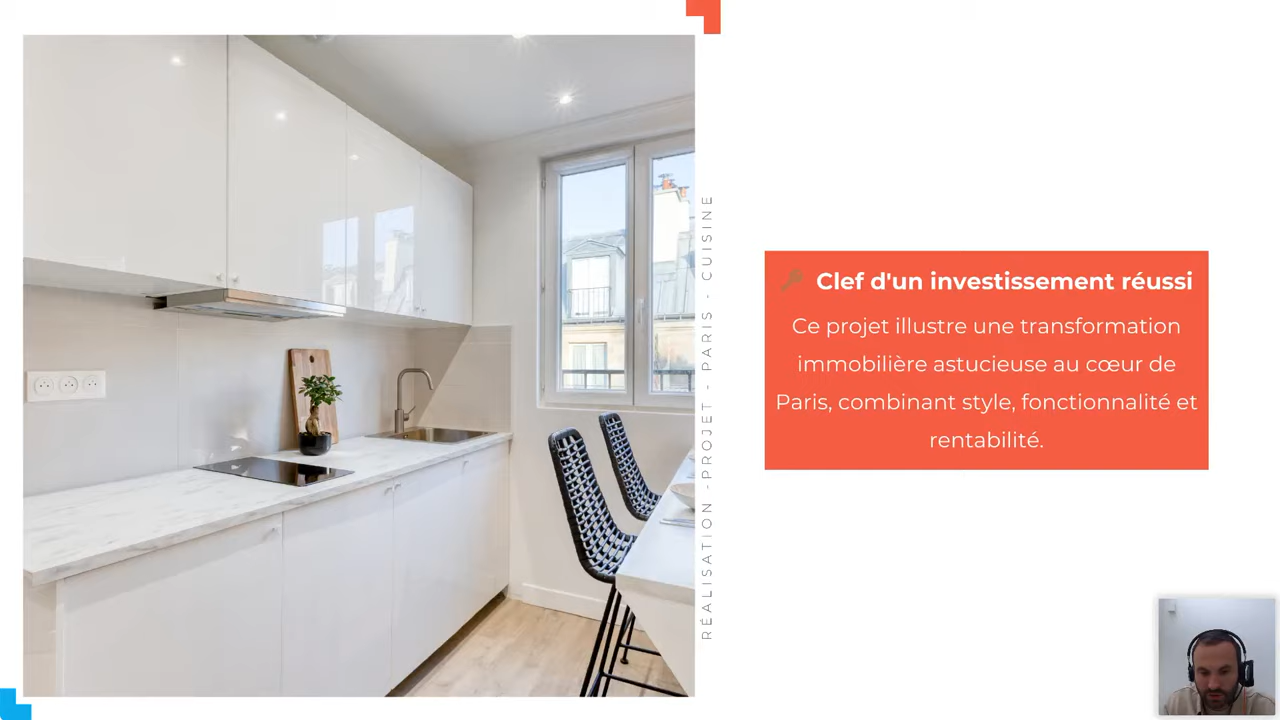 RÉALISATION -PROJET - PARIS - CUISINE
Clef d'un investissement réussi
Ce projet illustre une transformation
immobilière astucieuse au cœur de
Paris, combinant style, fonctionnalité et
rentabilité.